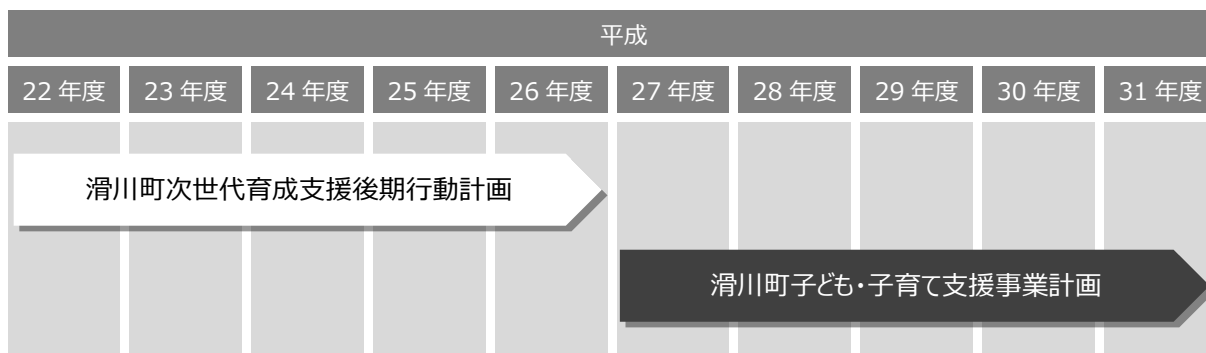 平成
22 年度 23 年度 24 年度 25 年度 26 年度 27 年度 28 年度 29 年度 30 年度 31 年度
滑川町次世代育成支援後期行動計画
滑川町子ども・子育て支援事業計画